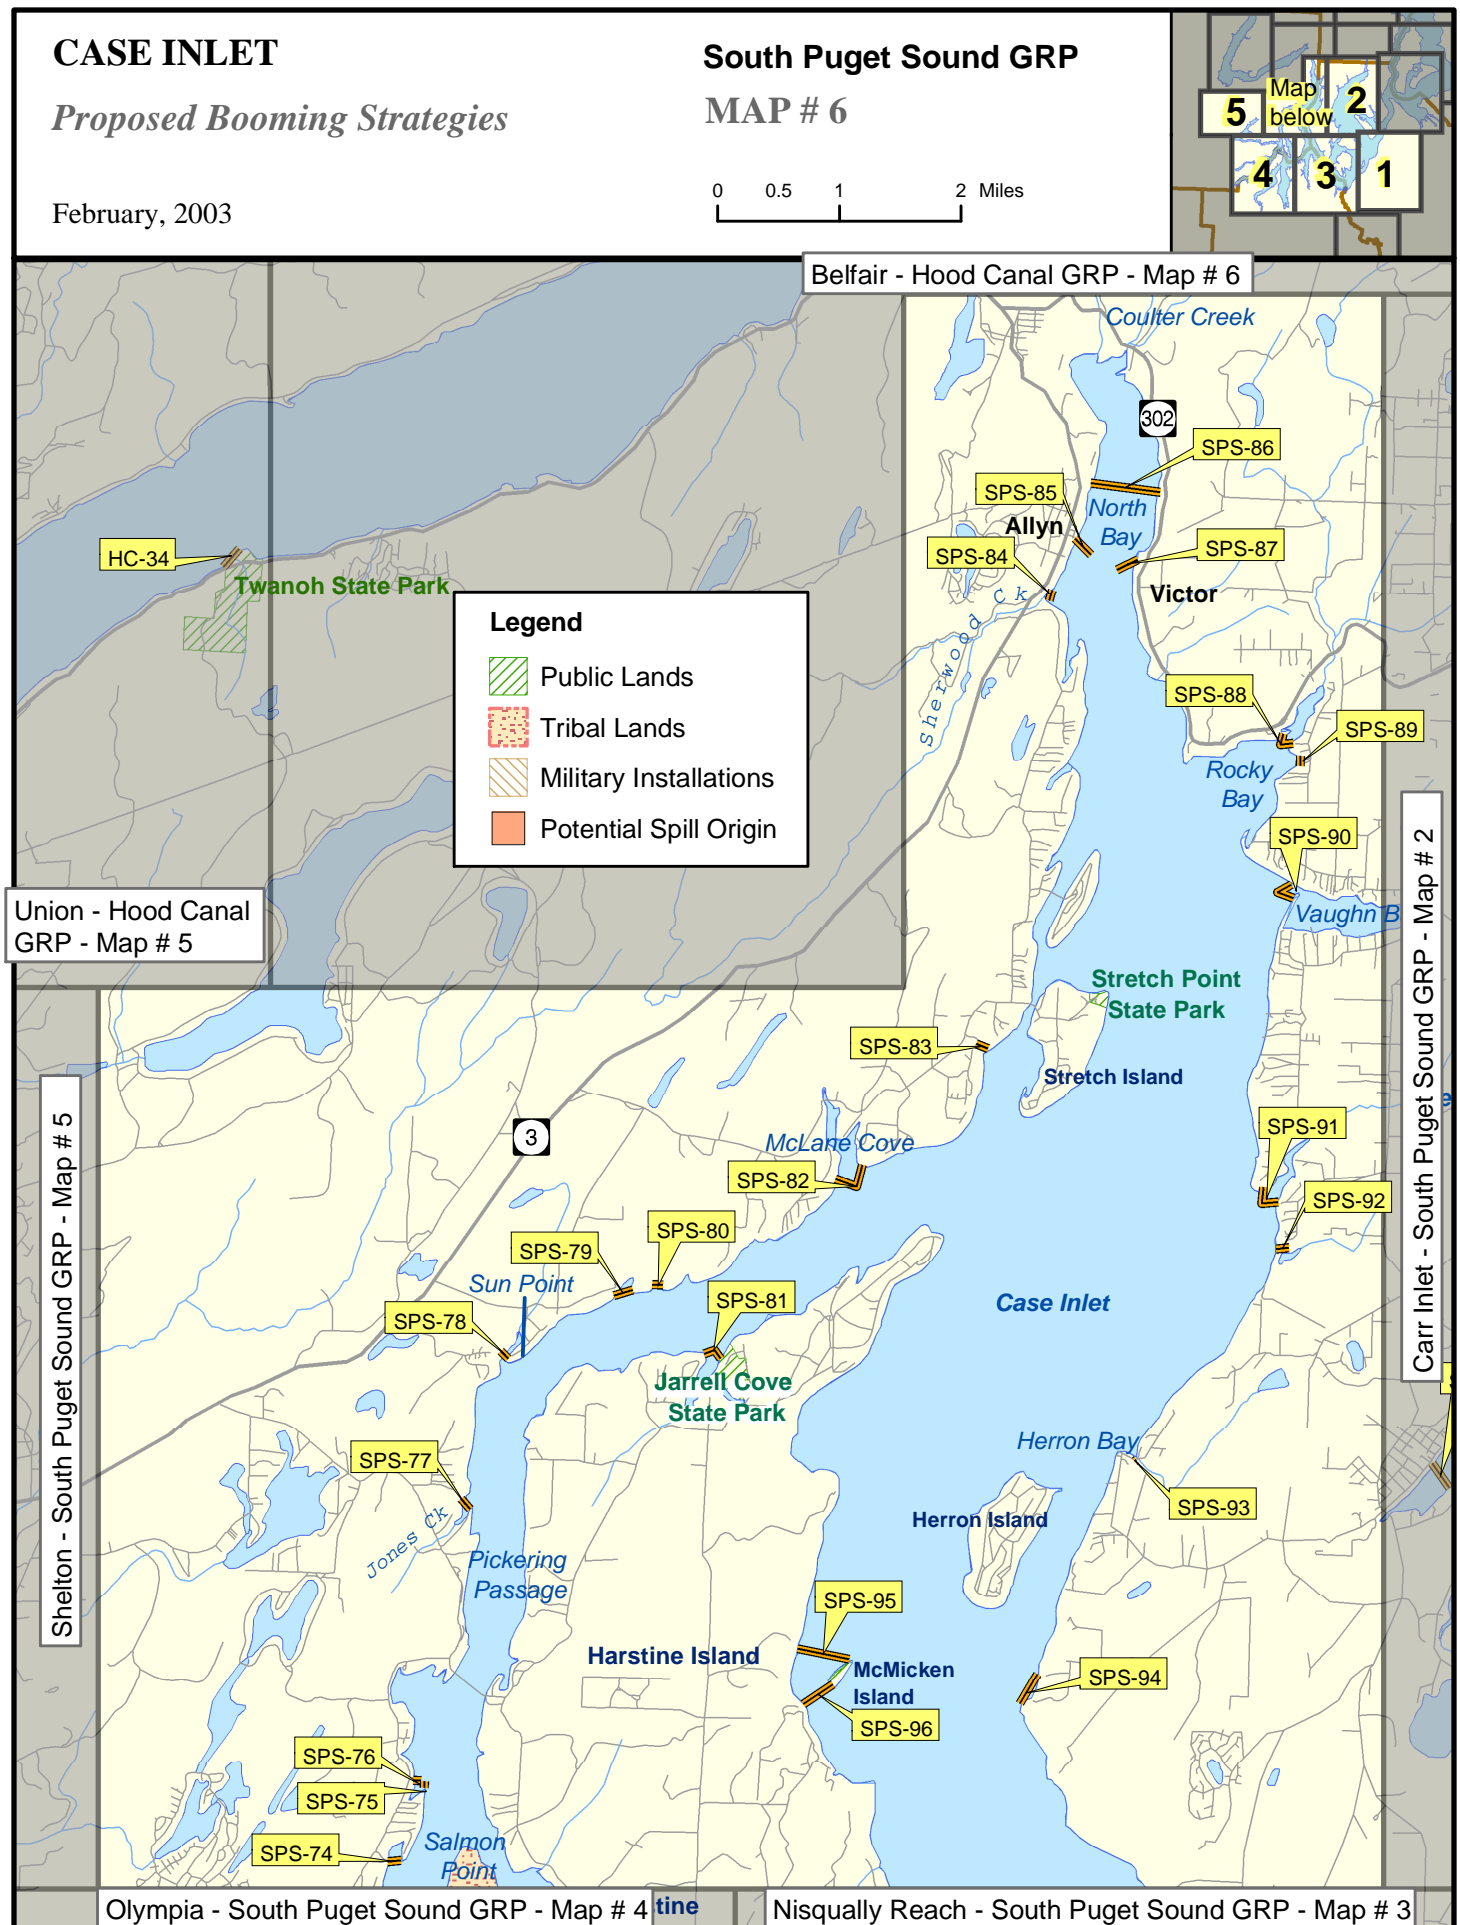 CASE INLET
Proposed Booming Strategies
February, 2003
South Puget Sound GRP
MAP # 6
0 0.5 1 2 Miles
Map
below
5
2
4
3
1
Belfair - Hood Canal GRP - Map # 6
Coulter Creek
302
SPS-86
SPS-85
North
Bay
Allyn
SPS-84
SPS-87
Victor
HC-34
Twanoh State Park
Sherwood Ck
Legend
Public Lands
Tribal Lands
Military Installations
Potential Spill Origin
SPS-88
SPS-89
Rocky
Bay
SPS-90
Vaughn B
Union - Hood Canal
GRP - Map # 5
Carr Inlet - South Puget Sound GRP - Map # 2
Stretch Point
State Park
SPS-83
Stretch Island
e
3
McLane Cove
SPS-82
SPS-91
SPS-92
SPS-80
SPS-79
Sun Point
SPS-81
SPS-78
Case Inlet
Jarrell Cove
State Park
Shelton - South Puget Sound GRP - Map # 5
SPS-77
Herron Bay
SPS-93
Jones Ck
Herron Island
Pickering
Passage
SPS-95
Harstine Island
McMicken
Island
SPS-94
SPS-96
SPS-76
SPS-75
SPS-74
Salmon
Point
Olympia - South Puget Sound GRP - Map # 4
tine
Nisqually Reach - South Puget Sound GRP - Map # 3